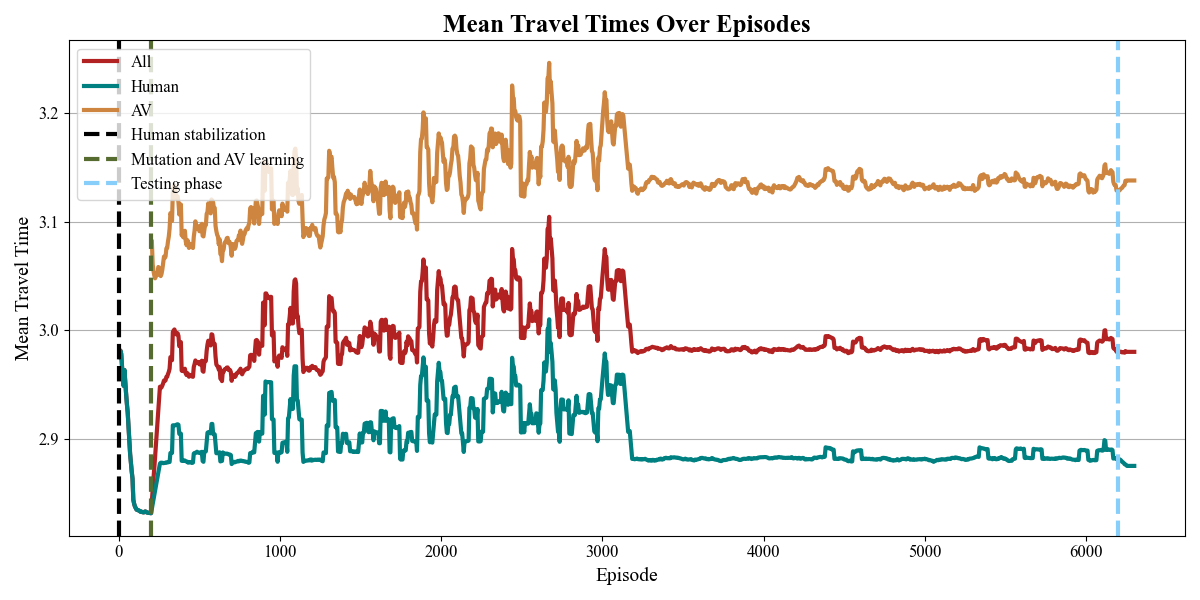 Mean Travel Times Over Episodes
All
Human
AV
Human stabilization
Mutation and AV learning
Testing phase
3.2
3.1
3.0
2.9
Mean Travel Time
0 1000 2000 3000 4000 5000 6000
Episode